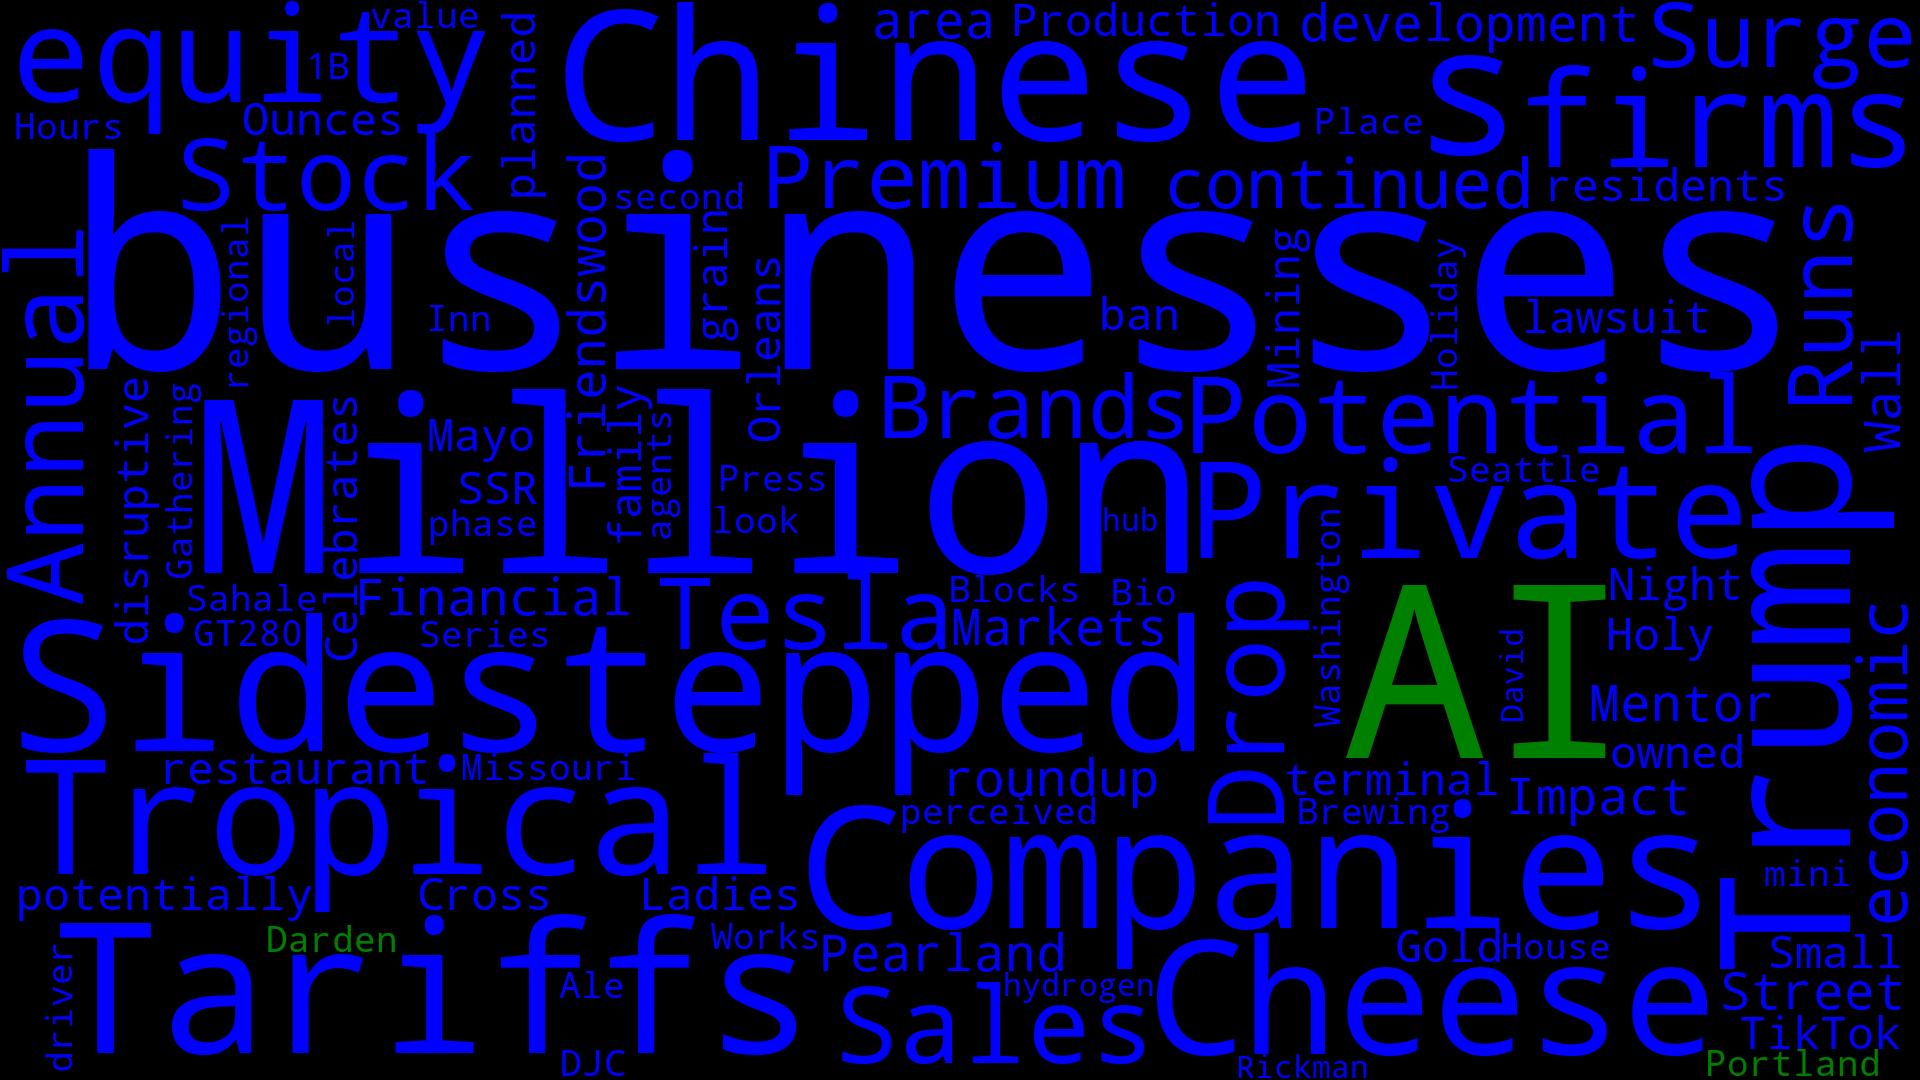 equity
value
1B
Hours
Ounces
planned
Chinese
area
Production
development
Surge
s
firms
Place
Stock
Friendswood
second
Premium
continued
residents
businesses
Annual
regional
local
Inn
grain
Orleans
ban
Mining
Holiday
lawsuit
Runs
Wall
disruptive
Gathering
Celebrates
Million
Mayo
SSR
phase
family
agents
Press
look
Brands
hub
Potential
Private
Seattle
Washington
Trump
Sahale
GT280
Financial
Series
Tesla
Blocks
Bio
Markets
Drop
AI
David
Night
Holy
Mentor
owned
economic
Sidestepped
restaurant
Missouri
roundup
perceived
terminal
Brewing
Impact
Tropical
Companies
mini
potentially
Cross
Ladies
Darden
Works
Pearland
Gold
House
Small
driver
Tariffs
Ale
hydrogen
Sales
Cheese
Street
TikTok
DJC
Rickman
Portland